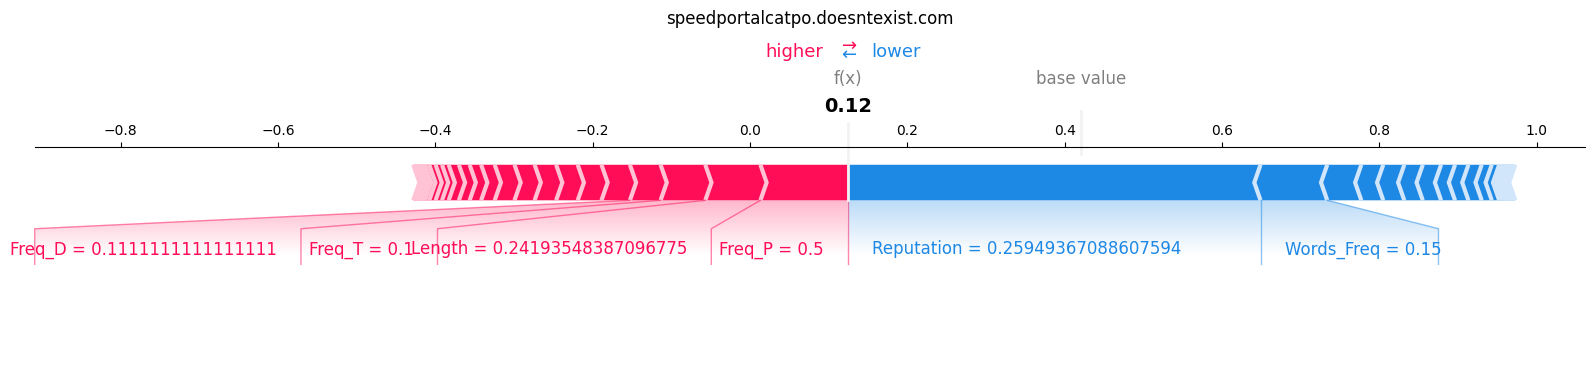 speedportalcatpo.doesntexist.com
higher ⇄ lower
f(x) base value
0.12
−0.8 −0.6 −0.4 −0.2 0.0 0.2 0.4 0.6 0.8 1.0
Freq_D = 0.1111111111111111 Freq_T = 0.1 Length = 0.24193548387096775 Freq_P = 0.5 Reputation = 0.25949367088607594 Words_Freq = 0.15